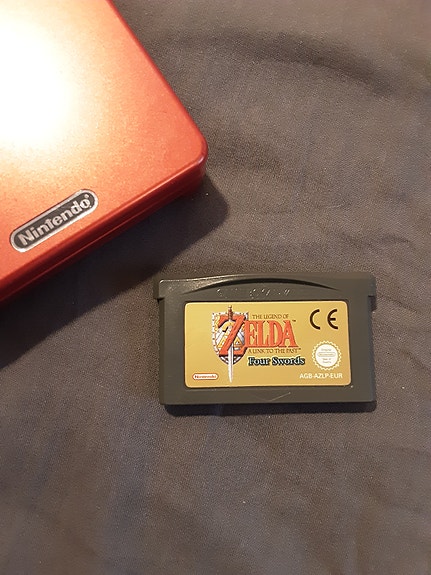 Nintendo
THE LEGEND OF
ZELDA
A LINK TO THE PAST
Four Swords
CE
Nintendo
AGB-AZLP-EUR